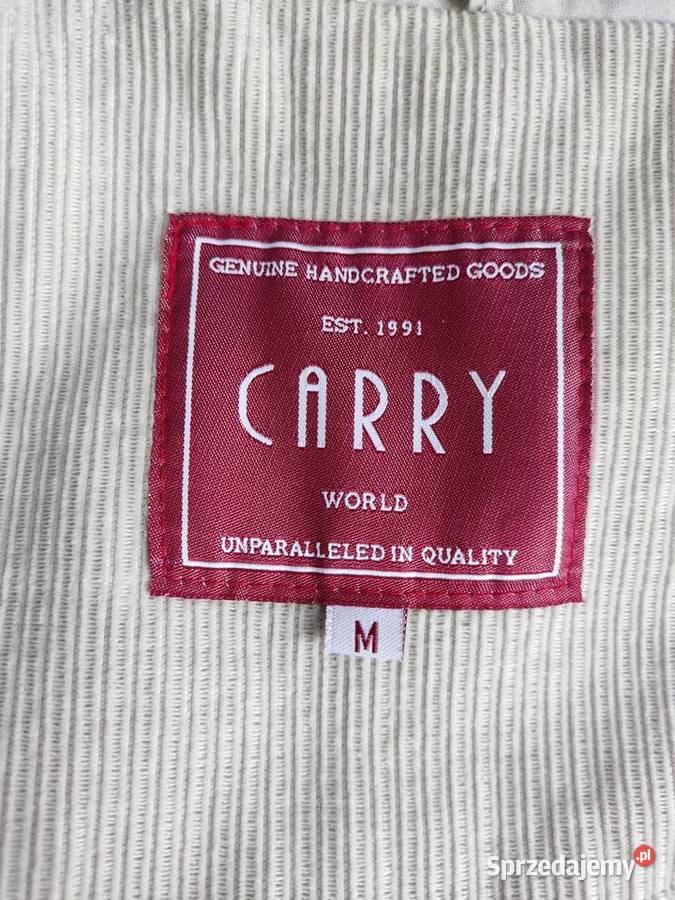 GENUINE HANDCRAFTED GOODS
EST. 1991
CARRY
WORLD
UNPARALLELED IN QUALITY
M
Sprzedajemy.pl